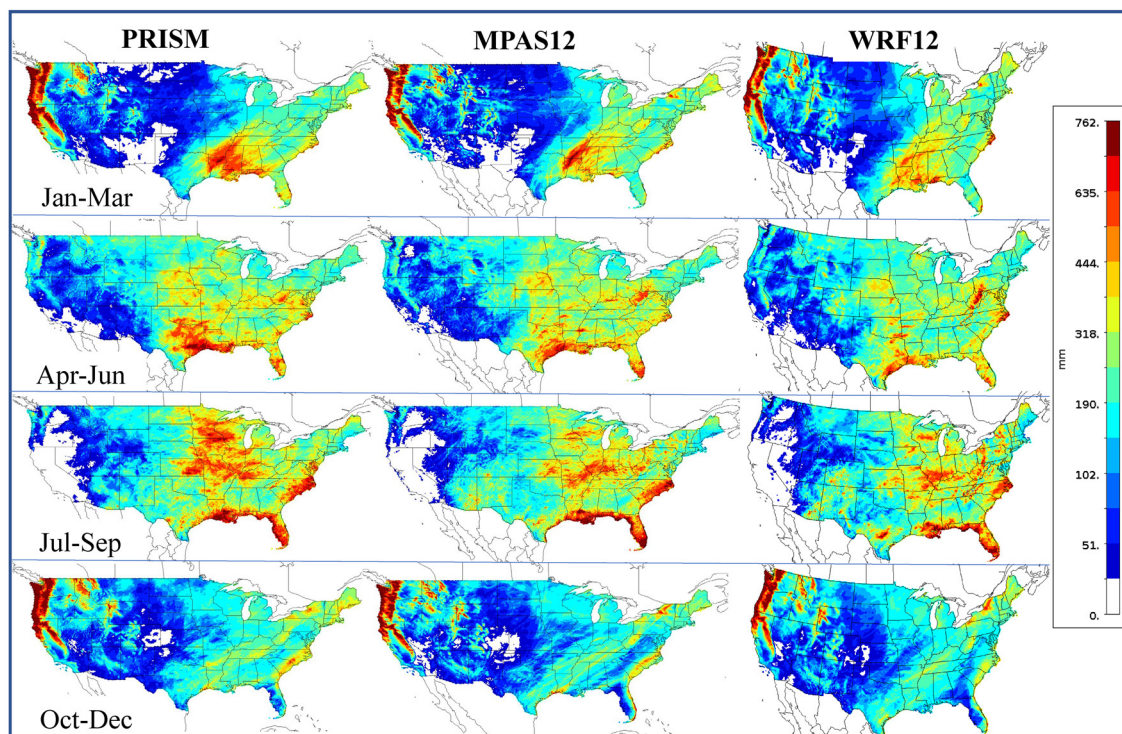 PRISM MPAS12 WRF12
Jan-Mar
Apr-Jun
Jul-Sep
Oct-Dec
762.
635.
444.
318.
190.
102.
51.
0.
mm